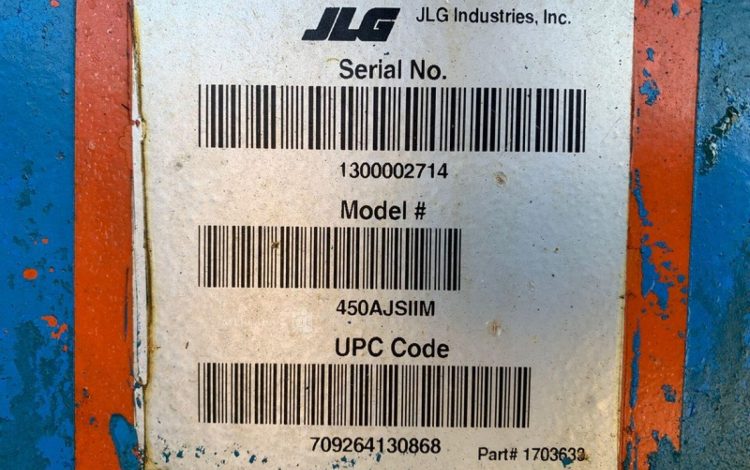 JLG JLG Industries, Inc.
Serial No.
1300002714
Model #
450AJSIIM
UPC Code
709264130868
Part# 1703633